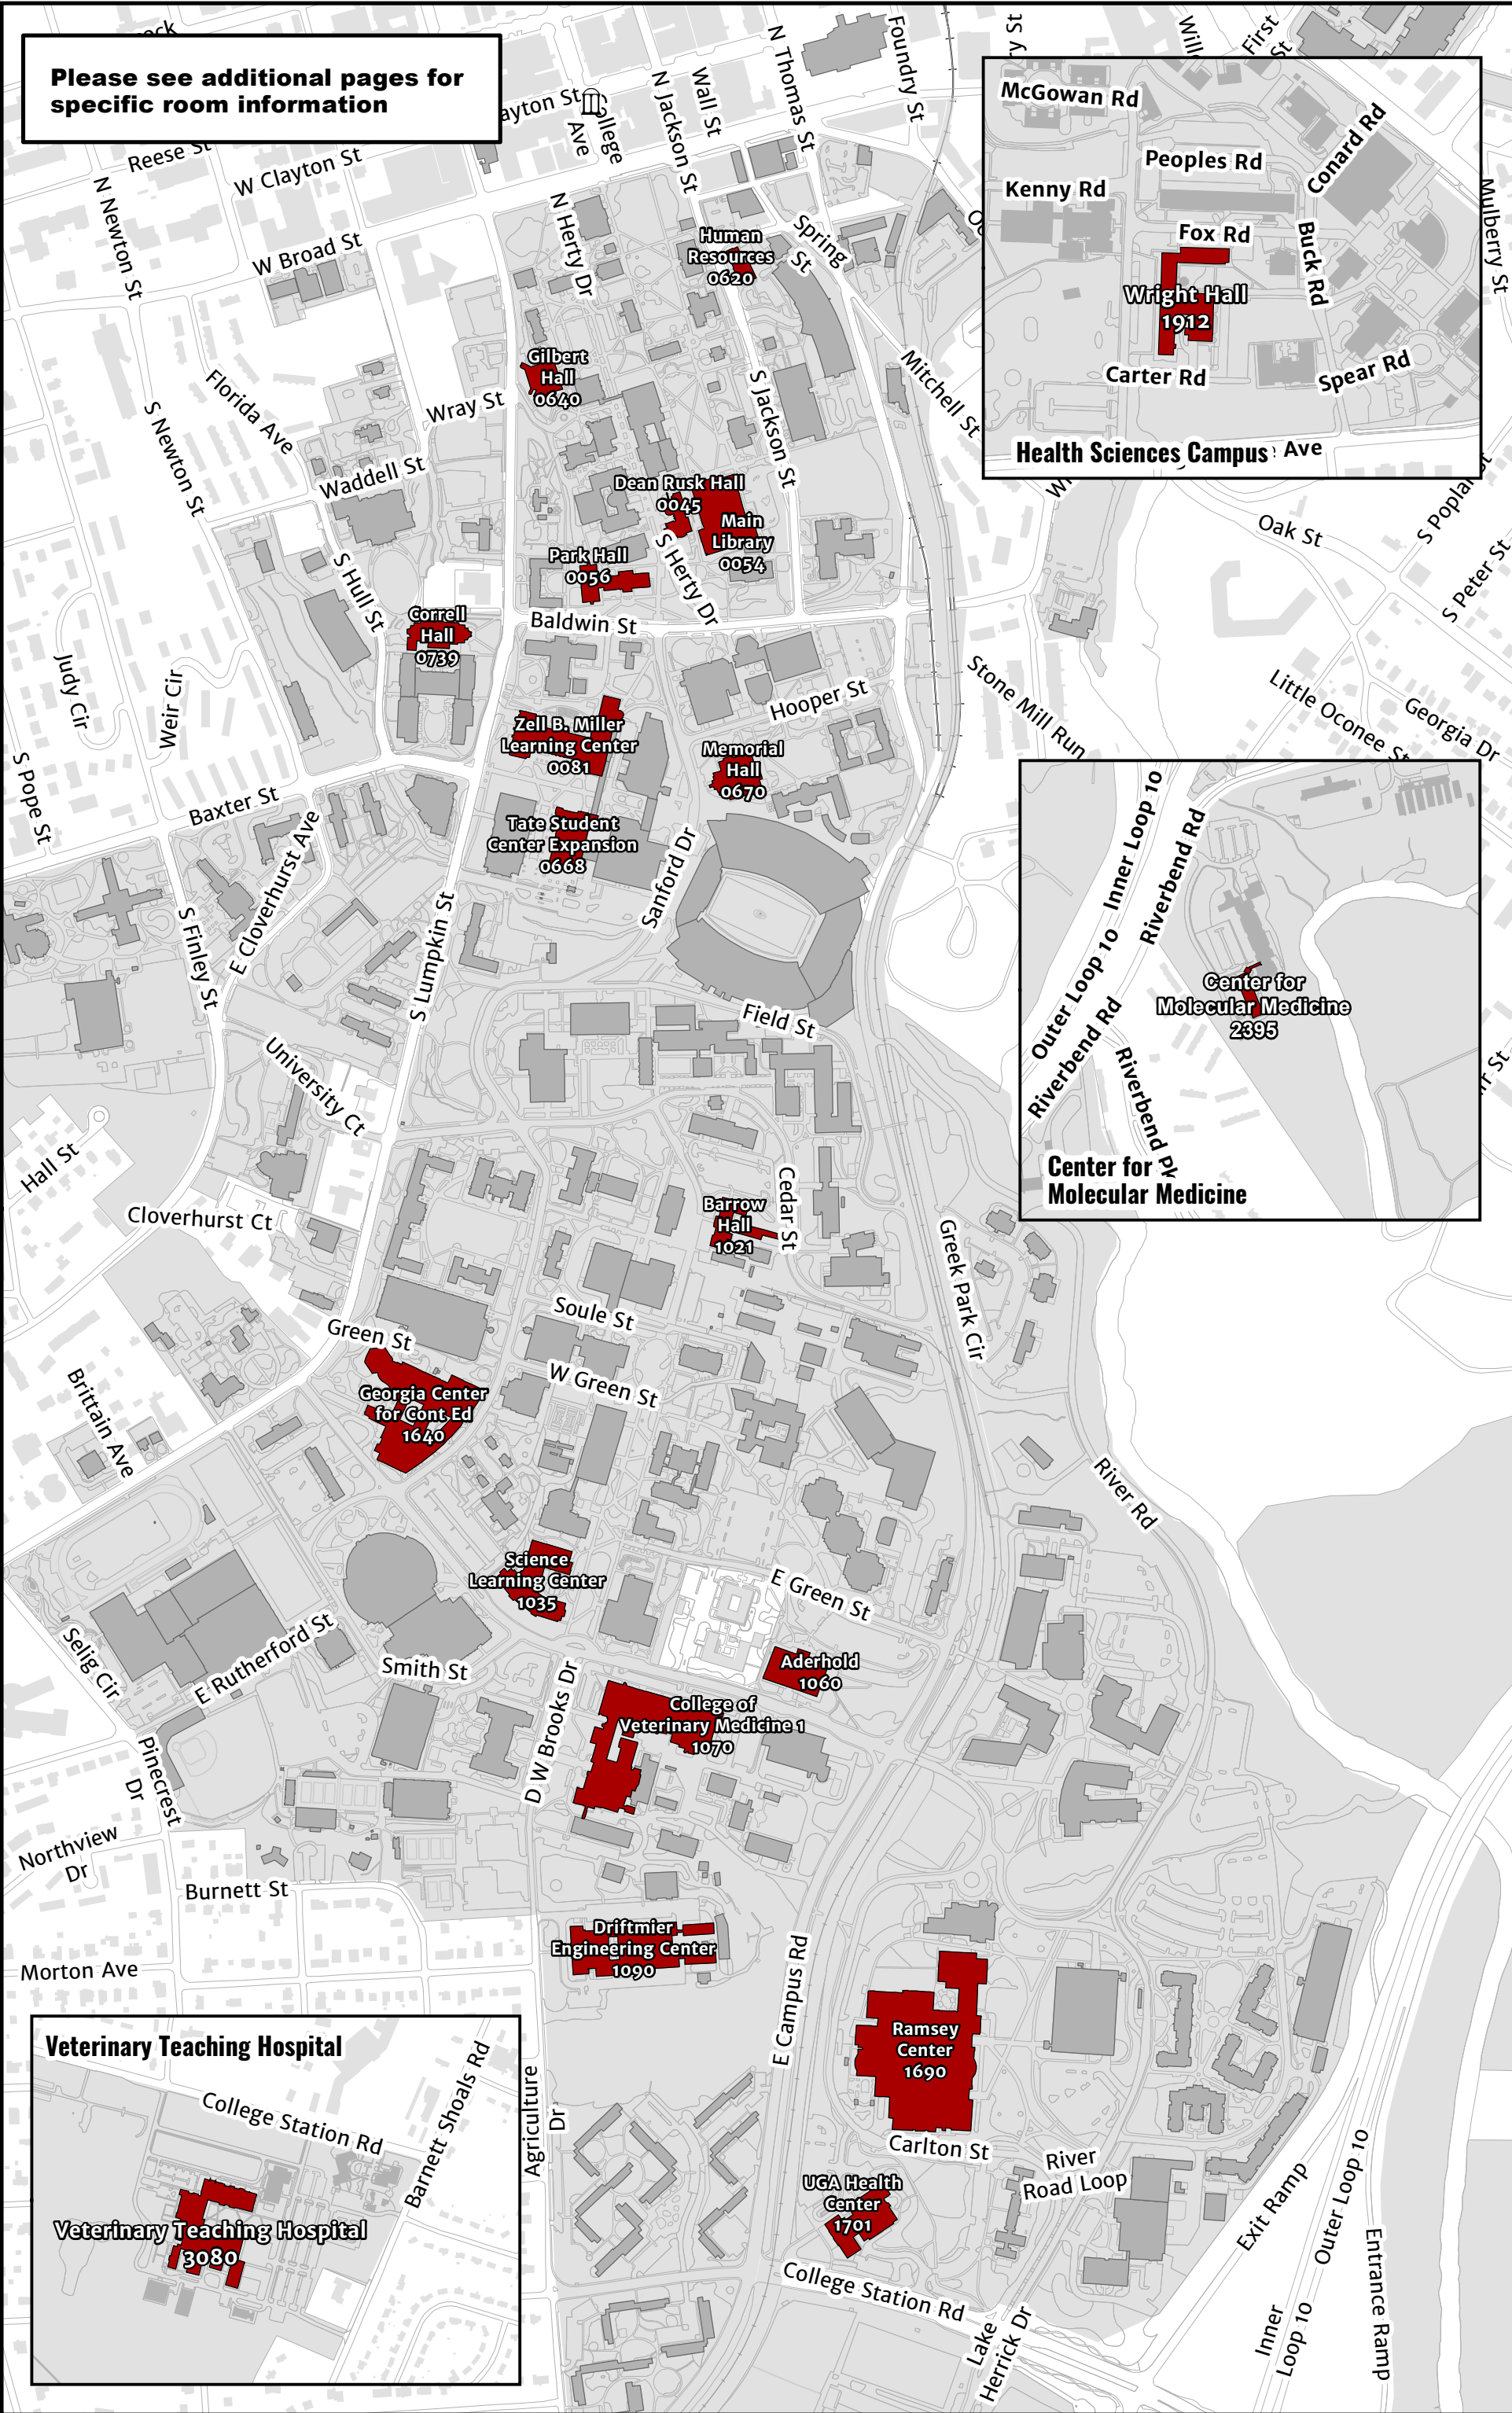 Please see additional pages for
specific room information
Reese St
W Clayton St
N Newton St
W Broad St
ayton St
College
Ave
N Jackson St
Wall St
N Thomas St
Foundry St
First
St
N Herty Dr
Spring
St
Human
Resources
0620
Gilbert
Hall
0640
Wray St
Florida Ave
S Newton St
Waddell St
S Hull St
S Jackson St
Mitchell St
Dean Rusk Hall
0045
Main
Library
0054
Park Hall
0056
S Herty Dr
Baldwin St
Correll
Hall
0739
McGowan Rd
Peoples Rd
Conard Rd
Kenny Rd
Fox Rd
Buck Rd
Wright Hall
1912
Carter Rd
Spear Rd
Health Sciences Campus
Ave
Mulberry St
Oak St
S Poplar St
S Peter St
Little Oconee St
Georgia Dr
Stone Mill Run
Judy Cir
Weir Cir
S Pope St
Baxter St
Hooper St
Zell B. Miller
Learning Center
0081
Memorial
Hall
0670
Tate Student
Center Expansion
0668
Sanford Dr
E Cloverhurst Ave
S Finley St
S Lumpkin St
Field St
Inner Loop 10
Outer Loop 10
Riverbend Rd
Riverbend Rd
Center for
Molecular Medicine
2395
Center for
Molecular Medicine
University Ct
Hall St
Cloverhurst Ct
Cedar St
Barrow
Hall
1021
Greek Park Cir
Soule St
Green St
W Green St
Georgia Center
for Cont Ed
1640
Brittain Ave
River Rd
Science
Learning Center
1035
E Green St
Selig Cir
E Rutherford St
Smith St
Aderhold
1060
College of
Veterinary Medicine 1
1070
D W Brooks Dr
Pinecrest
Dr
Northview
Dr
Burnett St
Morton Ave
Driftmier
Engineering Center
1090
E Campus Rd
Ramsey
Center
1690
Carlton St
River
Road Loop
UGA Health
Center
1701
College Station Rd
Lake
Herrick Dr
Exit Ramp
Outer Loop 10
Inner
Loop 10
Entrance Ramp
Agriculture
Dr
Veterinary Teaching Hospital
College Station Rd
Barnett Shoals Rd
Veterinary Teaching Hospital
3080